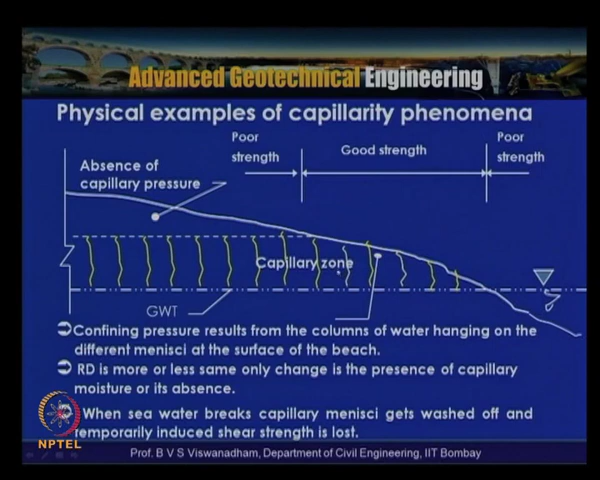 Advanced Geotechnical Engineering
Physical examples of capillarity phenomena
Poor
strength
Good strength
Poor
strength
Absence of
capillary pressure
Capillary zone
GWT
Confining pressure results from the columns of water hanging on the
different menisci at the surface of the beach.
RD is more or less same only change is the presence of capillary
moisture or its absence.
When sea water breaks capillary menisci gets washed off and
temporarily induced shear strength is lost.
NPTEL
Prof. B V S Viswanadham, Department of Civil Engineering, IIT Bombay